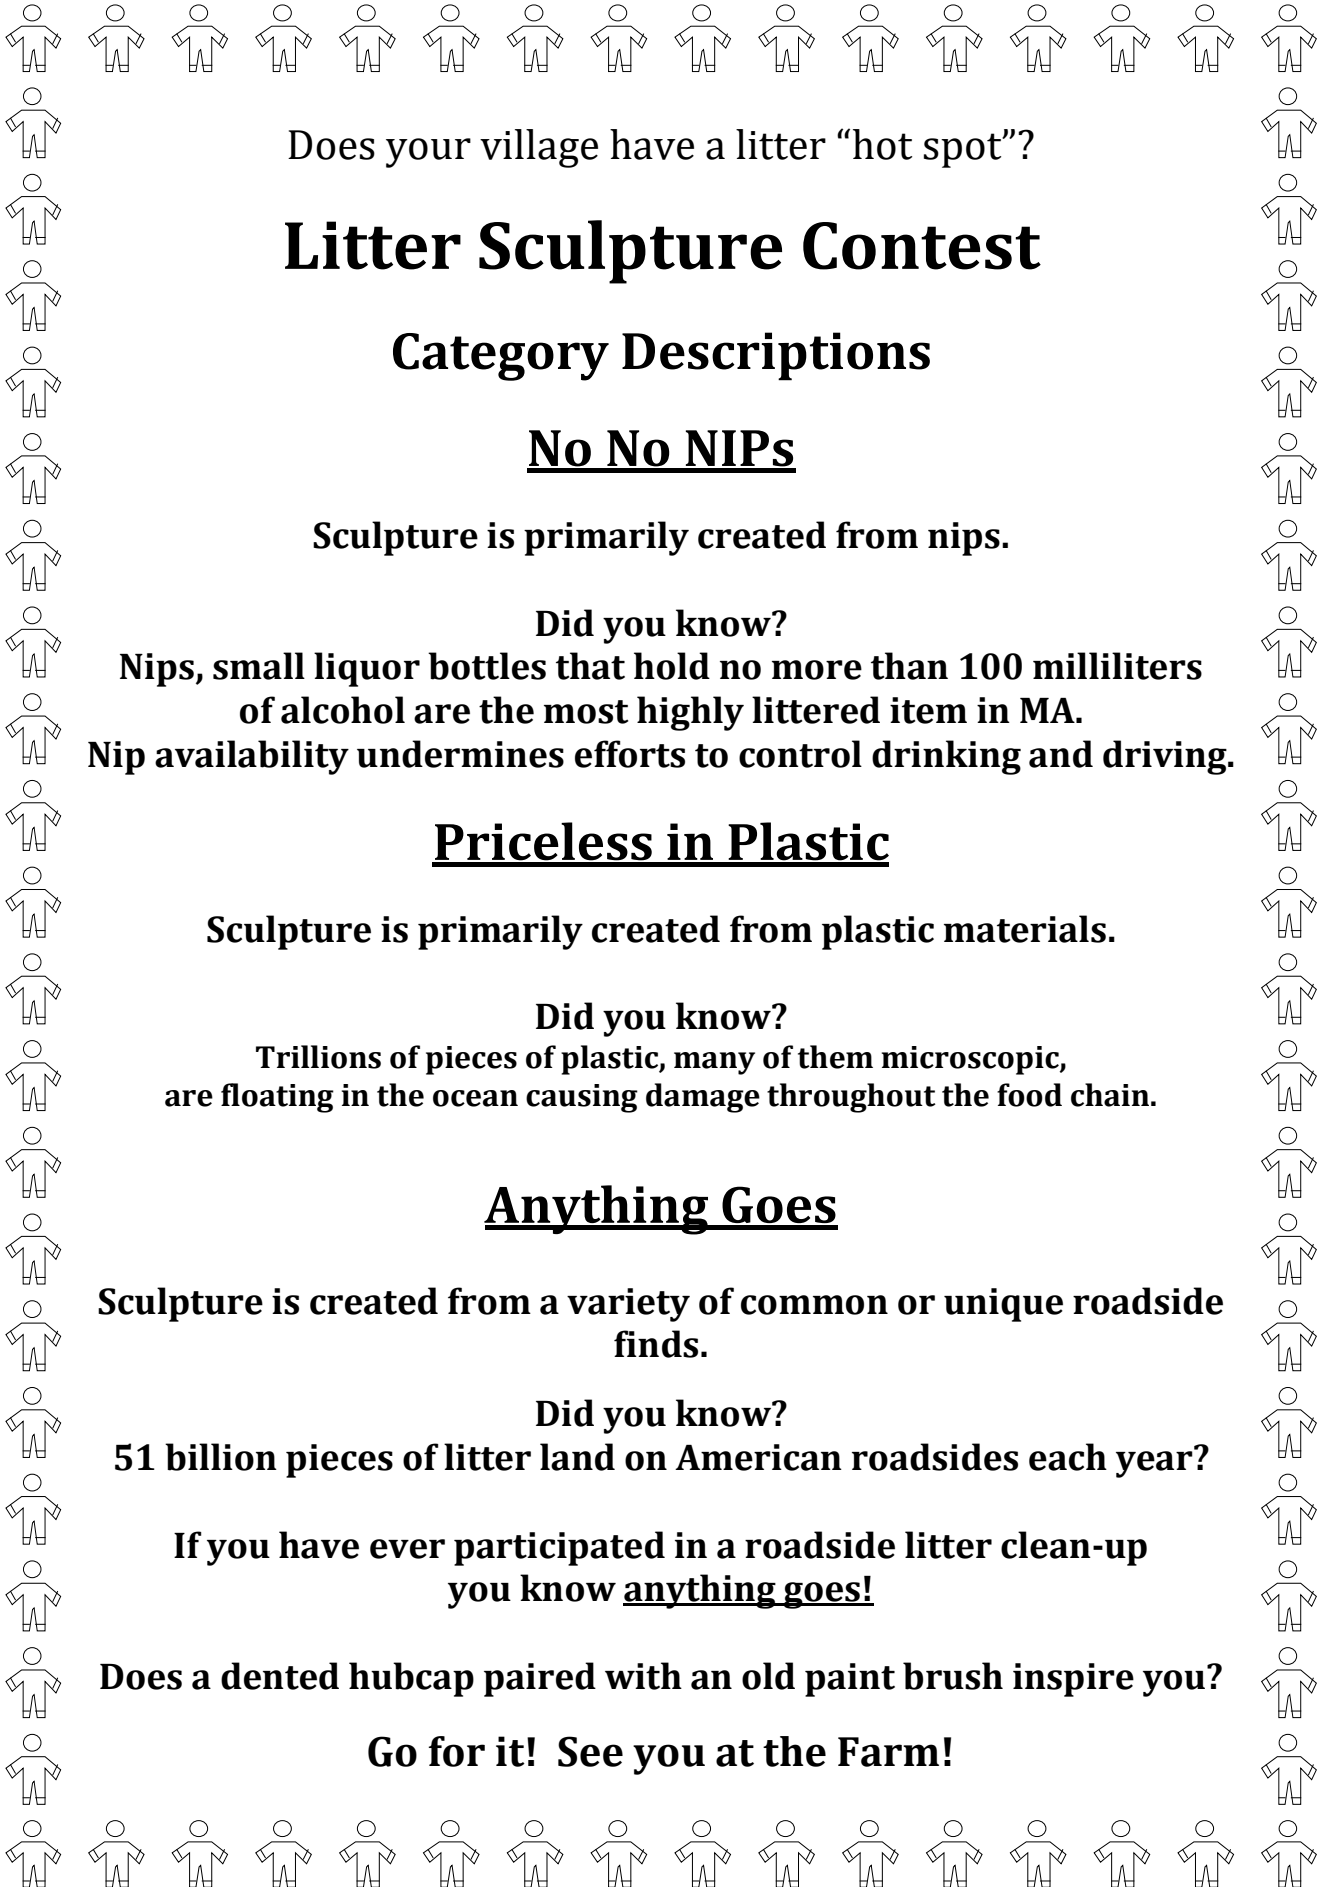 Does your village have a litter “hot spot”?
Litter Sculpture Contest
Category Descriptions
No No NIPs
Sculpture is primarily created from nips.
Did you know?
Nips, small liquor bottles that hold no more than 100 milliliters
of alcohol are the most highly littered item in MA.
Nip availability undermines efforts to control drinking and driving.
Priceless in Plastic
Sculpture is primarily created from plastic materials.
Did you know?
Trillions of pieces of plastic, many of them microscopic,
are floating in the ocean causing damage throughout the food chain.
Anything Goes
Sculpture is created from a variety of common or unique roadside
finds.
Did you know?
51 billion pieces of litter land on American roadsides each year?
If you have ever participated in a roadside litter clean-up
you know anything goes!
Does a dented hubcap paired with an old paint brush inspire you?
Go for it!  See you at the Farm!